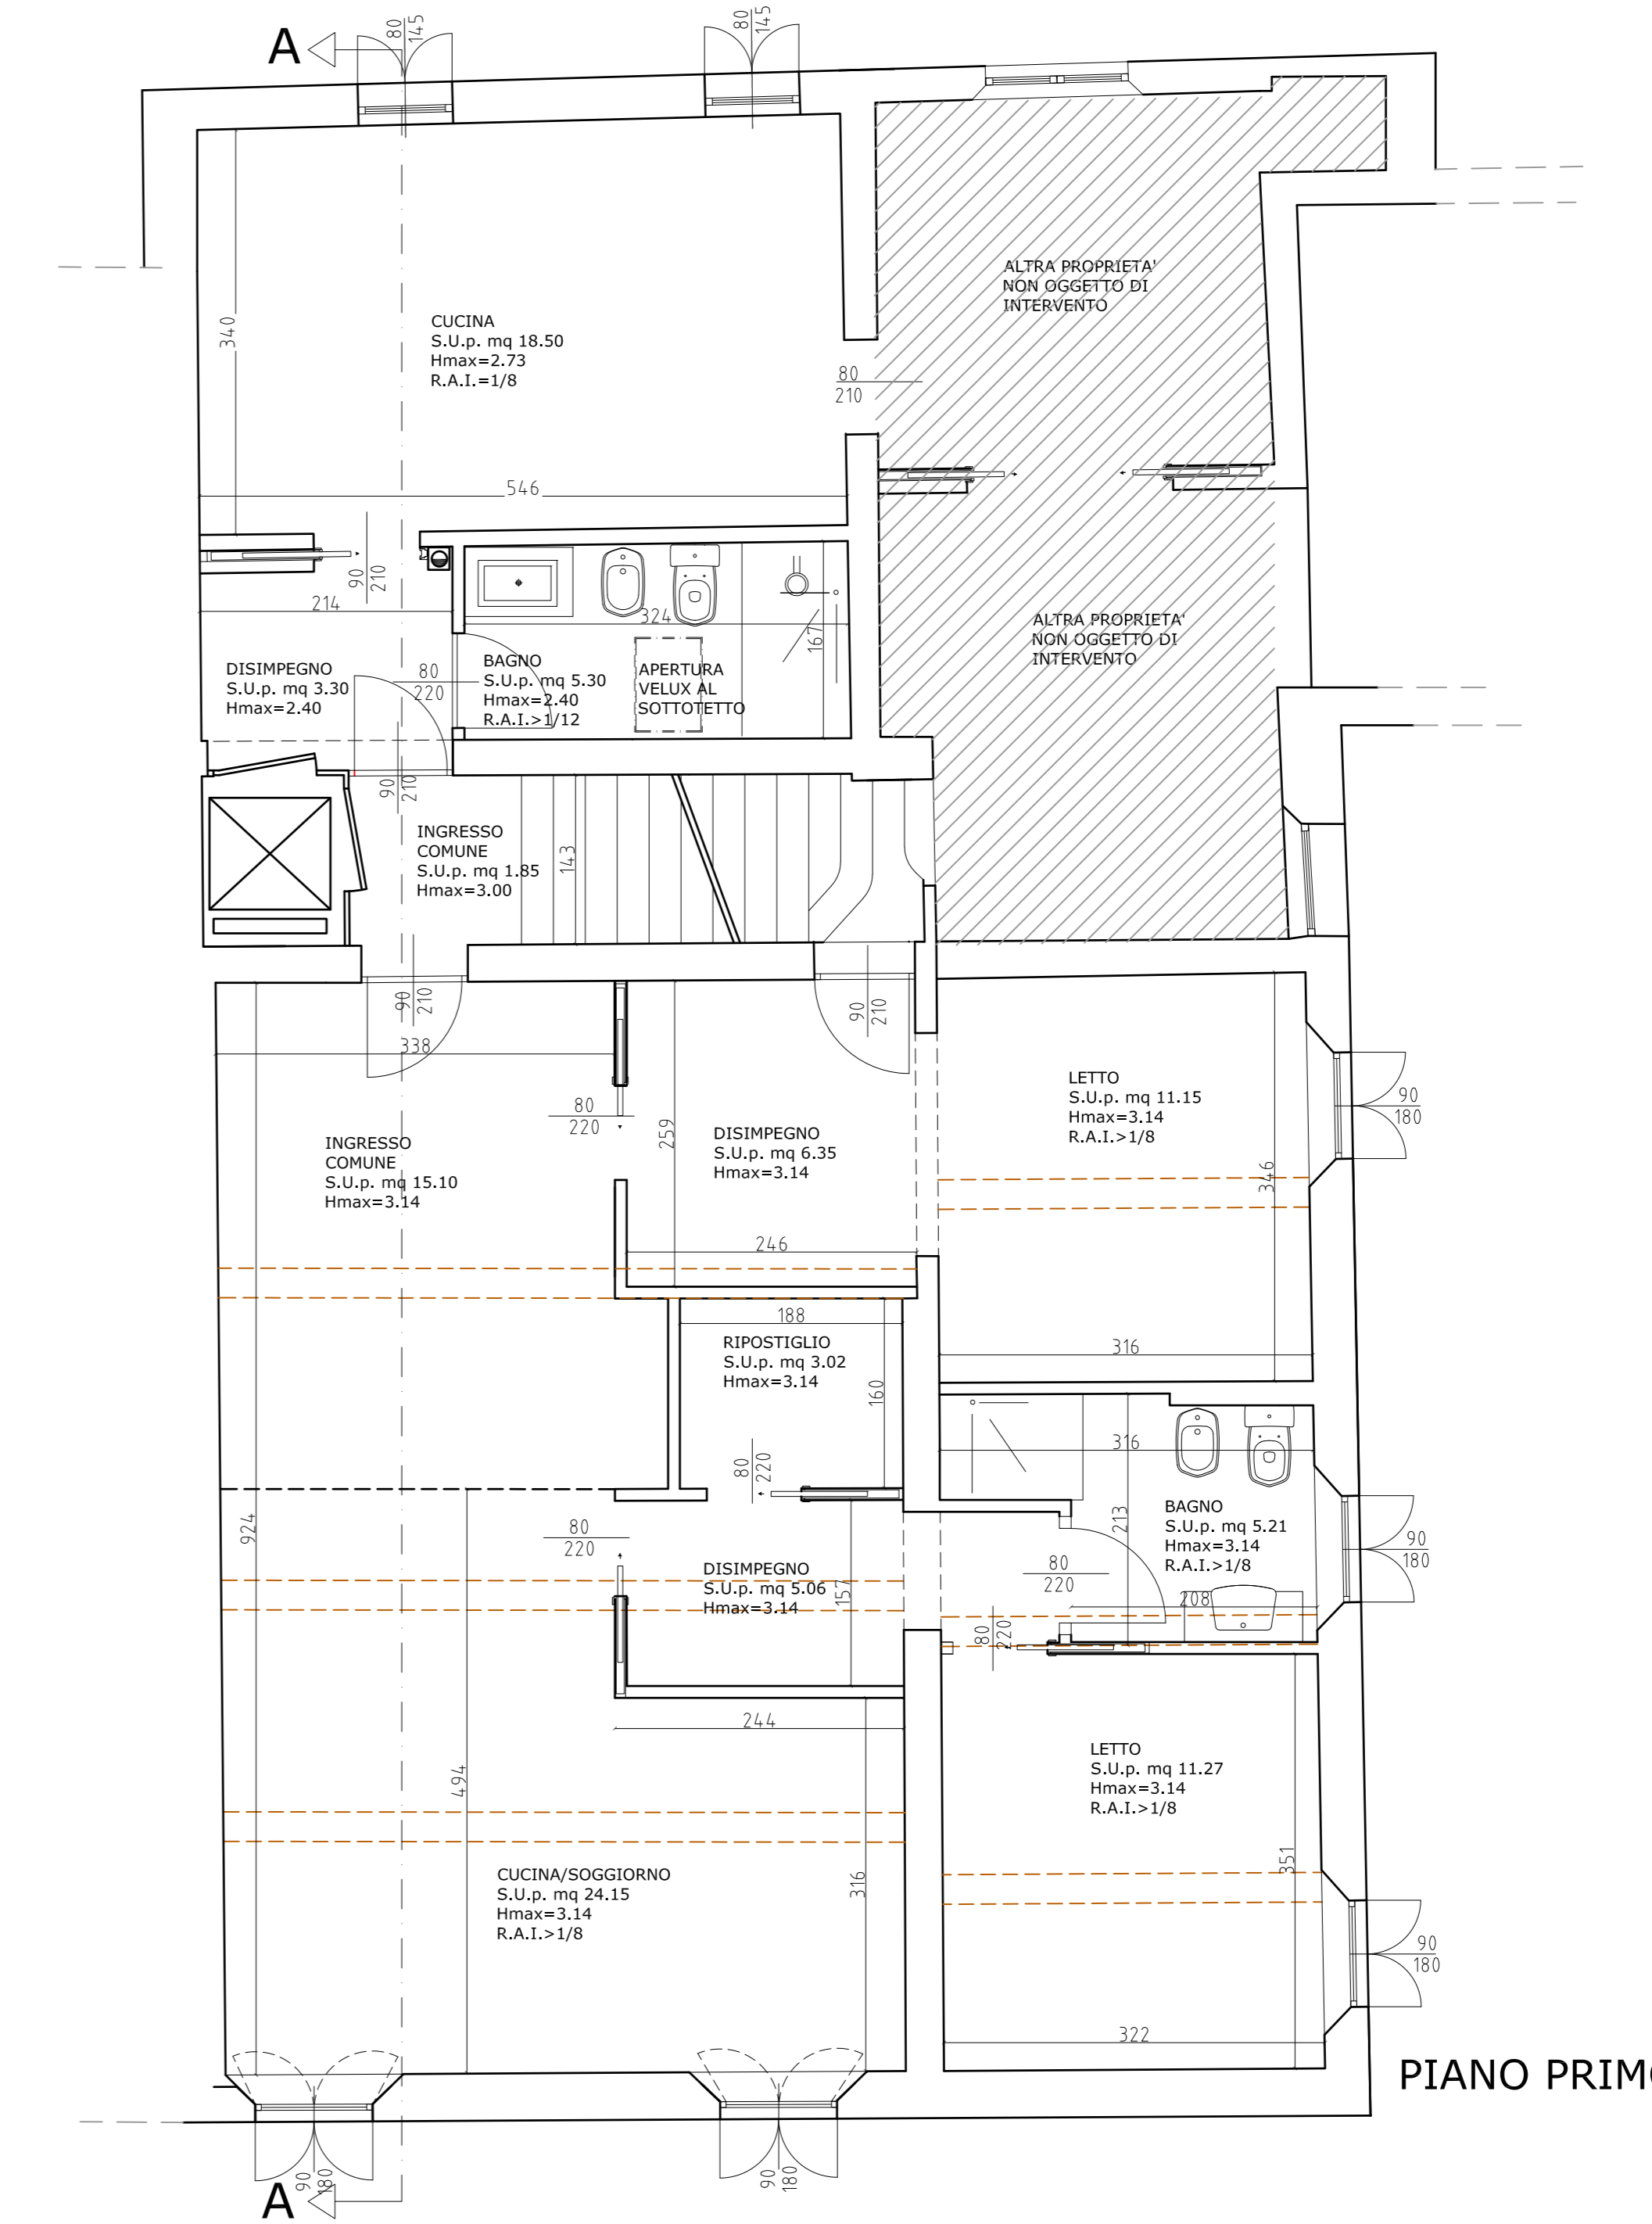 A
80
145
80
145
ALTRA PROPRIETA'
NON OGGETTO DI
INTERVENTO
340
CUCINA
S.U.p. mq 18.50
Hmax=2.73
R.A.I.=1/8
80
210
546
90
210
214
324
167
ALTRA PROPRIETA'
NON OGGETTO DI
INTERVENTO
DISIMPEGNO
S.U.p. mq 3.30
Hmax=2.40
80
220
BAGNO
S.U.p. mq 5.30
Hmax=2.40
R.A.I.>1/12
APERTURA
VELUX AL
SOTTOTETTO
90
210
INGRESSO
COMUNE
S.U.p. mq 1.85
Hmax=3.00
143
90
210
90
210
338
80
220
259
LETTO
S.U.p. mq 11.15
Hmax=3.14
R.A.I.>1/8
90
180
INGRESSO
COMUNE
S.U.p. mq 15.10
Hmax=3.14
DISIMPEGNO
S.U.p. mq 6.35
Hmax=3.14
346
246
188
RIPOSTIGLIO
S.U.p. mq 3.02
Hmax=3.14
160
316
316
80
220
924
80
220
213
BAGNO
S.U.p. mq 5.21
Hmax=3.14
R.A.I.>1/8
90
180
DISIMPEGNO
S.U.p. mq 5.06
Hmax=3.14
157
80
220
208
80
220
244
494
LETTO
S.U.p. mq 11.27
Hmax=3.14
R.A.I.>1/8
CUCINA/SOGGIORNO
S.U.p. mq 24.15
Hmax=3.14
R.A.I.>1/8
316
351
90
180
322
PIANO PRIMO
90
180
90
180
A